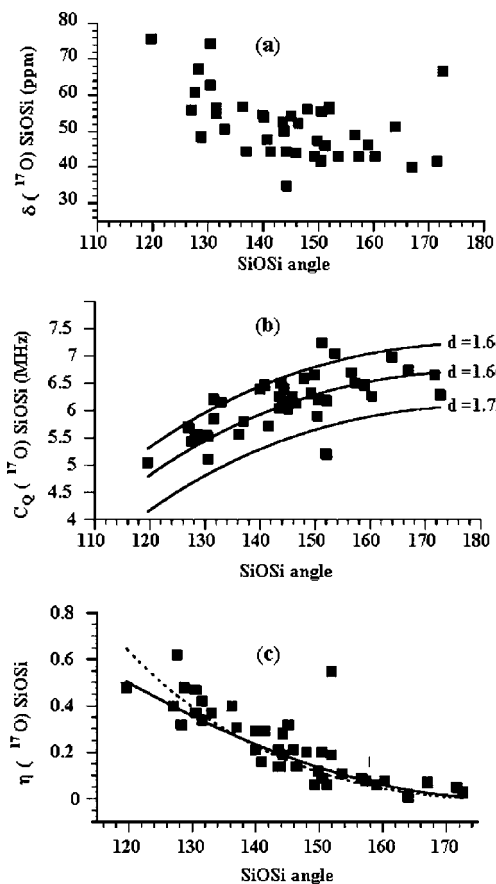 (a)
δ ( ¹⁷O) SiOSi (ppm)
80
70
60
50
40
30
110 120 130 140 150 160 170 180
SiOSi angle
(b)
C_Q ( ¹⁷O) SiOSi (MHz)
7.5
7
6.5
6
5.5
5
4.5
4
d =1.6
d =1.6
d =1.7
110 120 130 140 150 160 170 180
SiOSi angle
(c)
η ( ¹⁷O) SiOSi
0.8
0.6
0.4
0.2
0
120 130 140 150 160 170
SiOSi angle